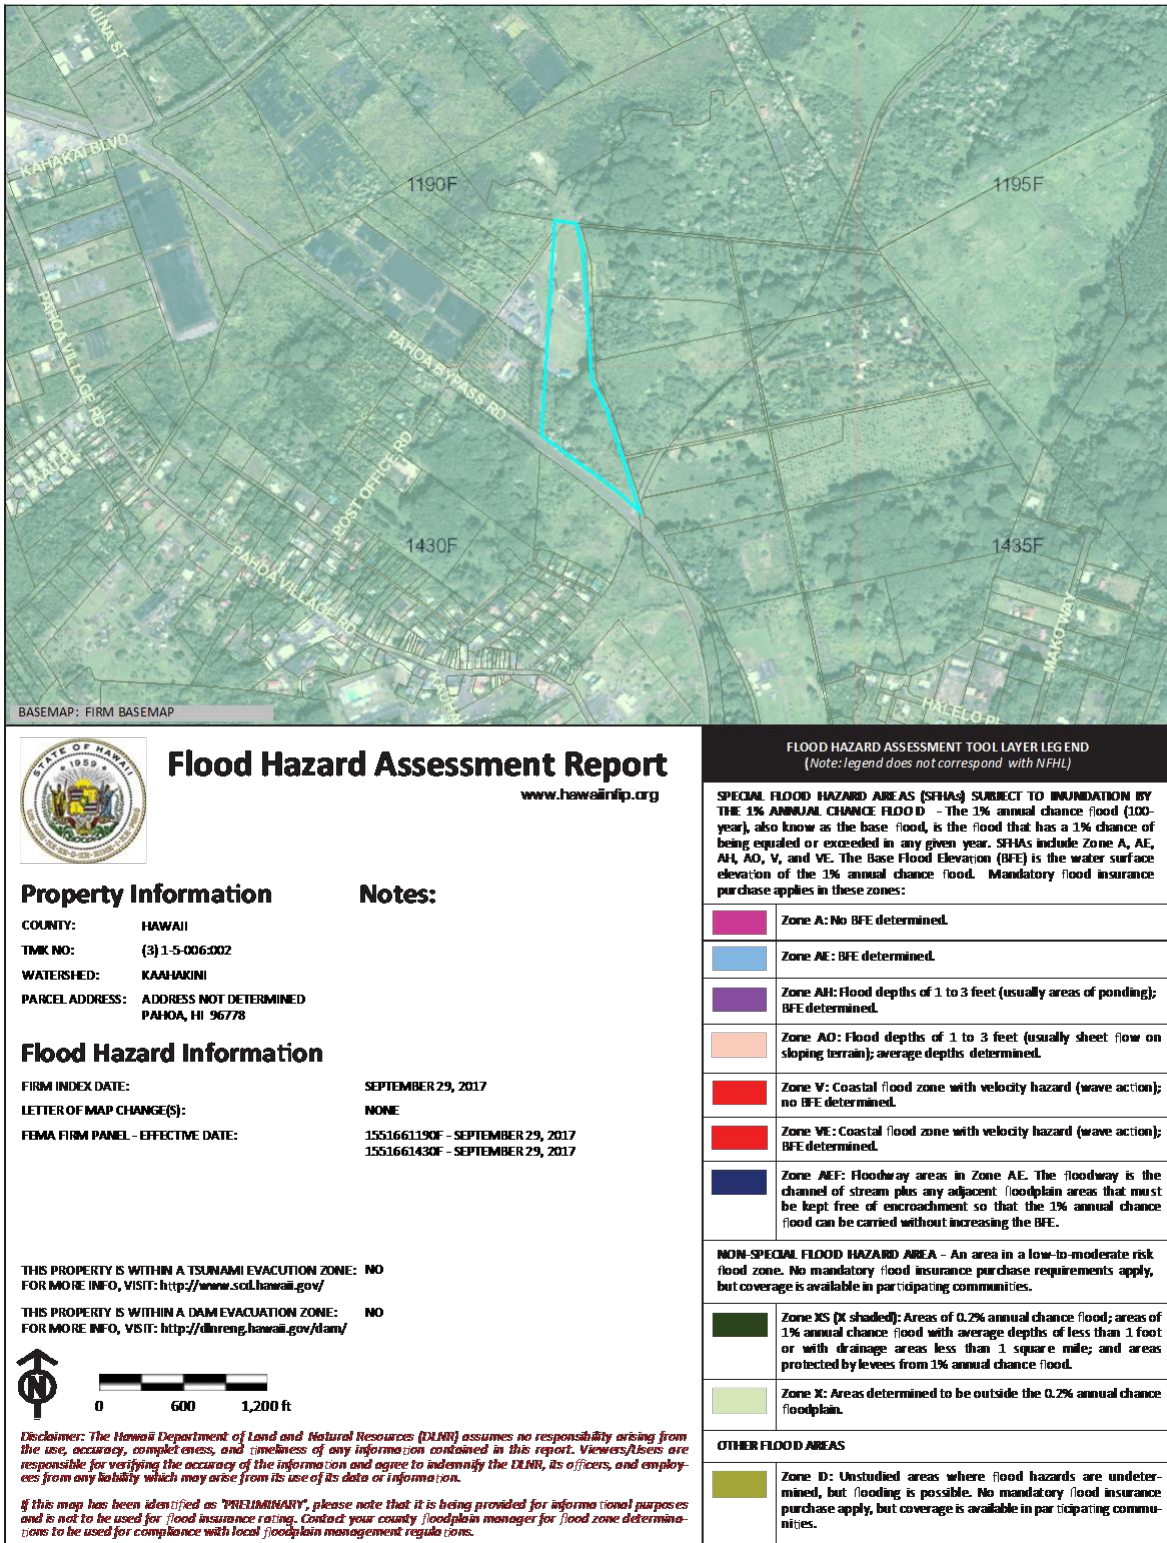 AUINA ST
KAHAKAI BLVD
1190F
1195F
PAHOA VILLAGE RD
PAHOA BYPASS RD
POST OFFICE RD
1430F
1435F
PAHOA VILLAGE RD
MAKO WAY
HALELO PL
BASEMAP: FIRM BASEMAP
STATE OF HAWAII
1959
Flood Hazard Assessment Report
www.hawaiinfip.org
Property Information
Notes:
COUNTY: HAWAII
TMK NO: (3) 1-5-006:002
WATERSHED: KAAHAKINI
PARCEL ADDRESS: ADDRESS NOT DETERMINED
PAHOA, HI 96778
Flood Hazard Information
FIRM INDEX DATE: SEPTEMBER 29, 2017
LETTER OF MAP CHANGE(S): NONE
FEMA FIRM PANEL - EFFECTIVE DATE: 1551661190F - SEPTEMBER 29, 2017
1551661430F - SEPTEMBER 29, 2017
THIS PROPERTY IS WITHIN A TSUNAMI EVACUATION ZONE: NO
FOR MORE INFO, VISIT: http://www.scd.hawaii.gov/
THIS PROPERTY IS WITHIN A DAM EVACUATION ZONE: NO
FOR MORE INFO, VISIT: http://dlnreng.hawaii.gov/dam/
N
0 600 1,200 ft
Disclaimer: The Hawaii Department of Land and Natural Resources (DLNR) assumes no responsibility arising from
the use, accuracy, completeness, and timeliness of any information contained in this report. Viewers/Users are
responsible for verifying the accuracy of the information and agree to indemnify the DLNR, its officers, and employ-
ees from any liability which may arise from its use of its data or information.
If this map has been identified as 'PRELIMINARY', please note that it is being provided for informational purposes
and is not to be used for flood insurance rating. Contact your county floodplain manager for flood zone determina-
tions to be used for compliance with local floodplain management regulations.
FLOOD HAZARD ASSESSMENT TOOL LAYER LEGEND
(Note: legend does not correspond with NFHL)
SPECIAL FLOOD HAZARD AREAS (SFHAs) SUBJECT TO INUNDATION BY
THE 1% ANNUAL CHANCE FLOOD - The 1% annual chance flood (100-
year), also know as the base flood, is the flood that has a 1% chance of
being equaled or exceeded in any given year. SFHAs include Zone A, AE,
AH, AO, V, and VE. The Base Flood Elevation (BFE) is the water surface
elevation of the 1% annual chance flood. Mandatory flood insurance
purchase applies in these zones:
Zone A: No BFE determined.
Zone AE: BFE determined.
Zone AH: Flood depths of 1 to 3 feet (usually areas of ponding);
BFE determined.
Zone AO: Flood depths of 1 to 3 feet (usually sheet flow on
sloping terrain); average depths determined.
Zone V: Coastal flood zone with velocity hazard (wave action);
no BFE determined.
Zone VE: Coastal flood zone with velocity hazard (wave action);
BFE determined.
Zone AEF: Floodway areas in Zone AE. The floodway is the
channel of stream plus any adjacent floodplain areas that must
be kept free of encroachment so that the 1% annual chance
flood can be carried without increasing the BFE.
NON-SPECIAL FLOOD HAZARD AREA - An area in a low-to-moderate risk
flood zone. No mandatory flood insurance purchase requirements apply,
but coverage is available in participating communities.
Zone XS (X shaded): Areas of 0.2% annual chance flood; areas of
1% annual chance flood with average depths of less than 1 foot
or with drainage areas less than 1 square mile; and areas
protected by levees from 1% annual chance flood.
Zone X: Areas determined to be outside the 0.2% annual chance
floodplain.
OTHER FLOOD AREAS
Zone D: Unstudied areas where flood hazards are undeter-
mined, but flooding is possible. No mandatory flood insurance
purchase apply, but coverage is available in participating commu-
nities.